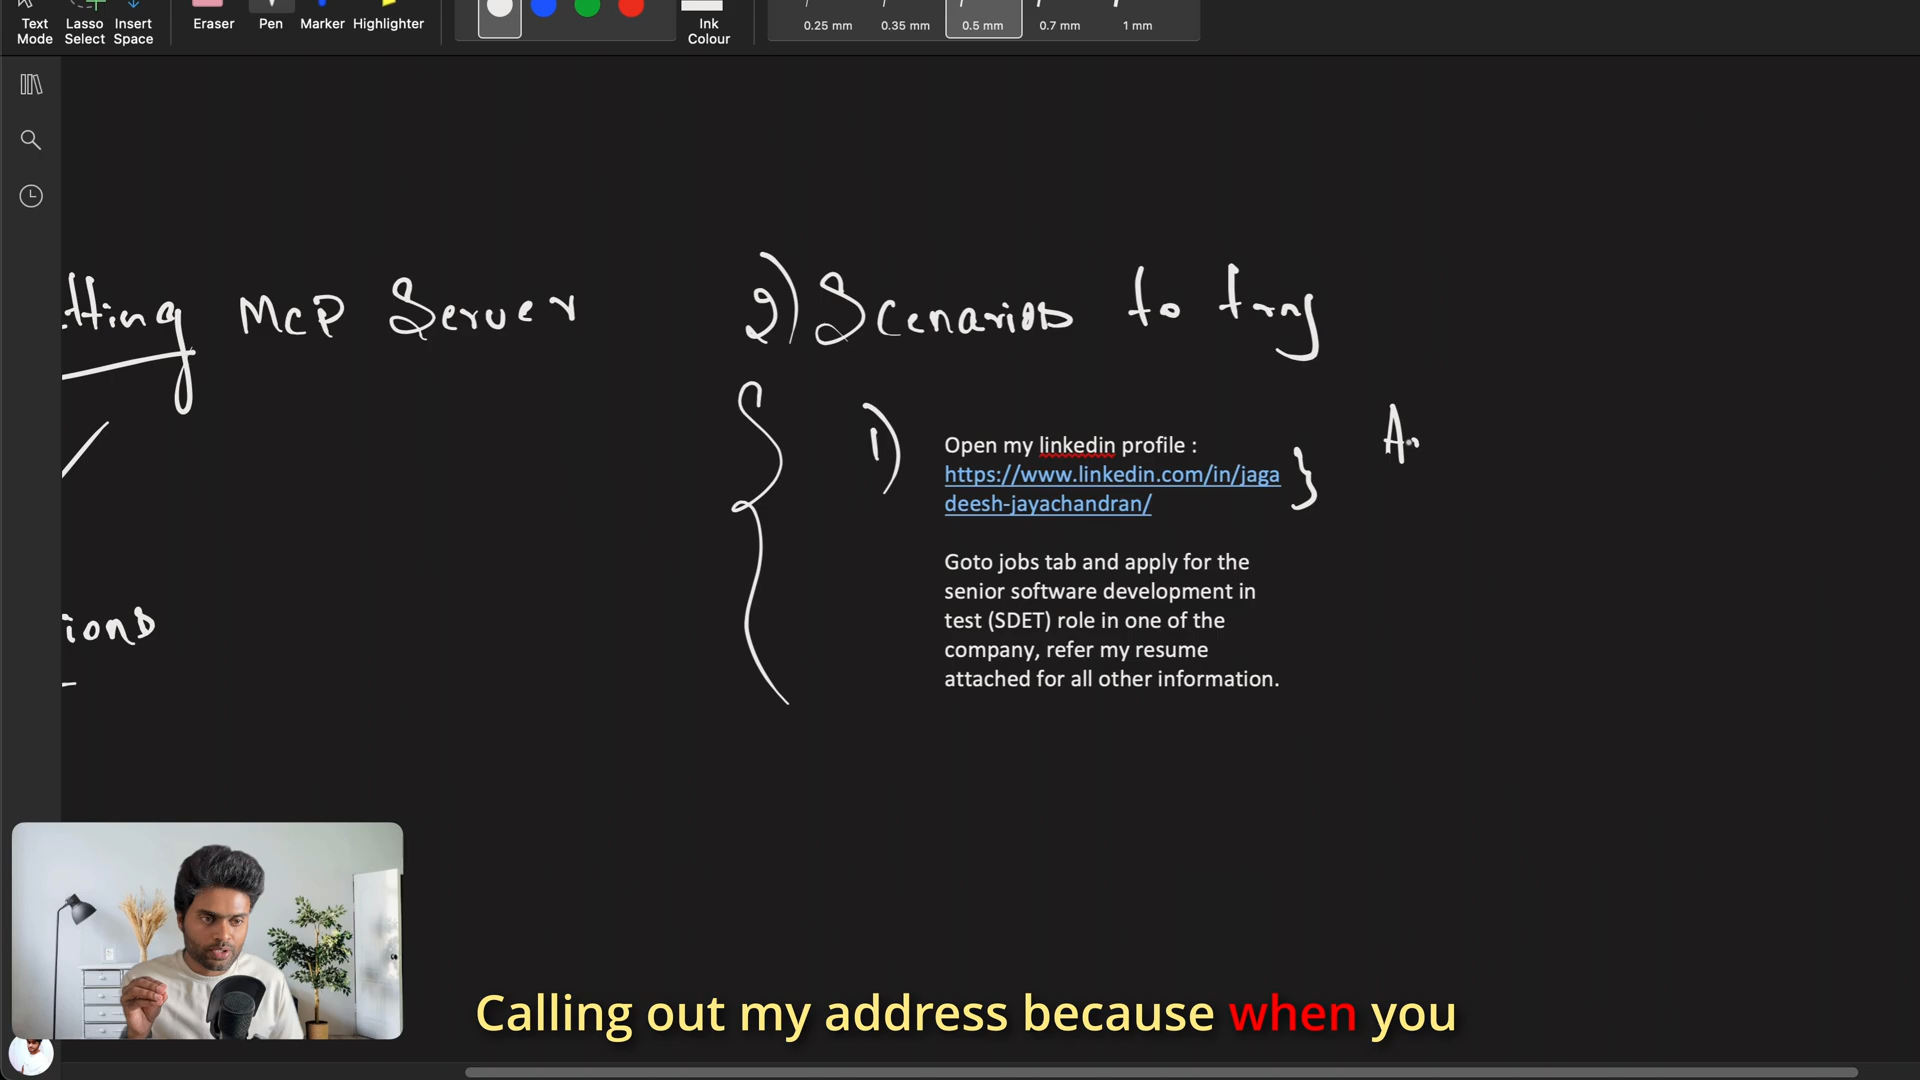 Text
Mode
Lasso
Select
Insert
Space
Eraser
Pen
Marker
Highlighter
Ink
Colour
0.25 mm
0.35 mm
0.5 mm
0.7 mm
1 mm
tting MCP Server
ions
2) Scenarios to try
1)
Open my linkedin profile :
https://www.linkedin.com/in/jaga
deesh-jayachandran/
Goto jobs tab and apply for the
senior software development in
test (SDET) role in one of the
company, refer my resume
attached for all other information.
Calling out my address because when you